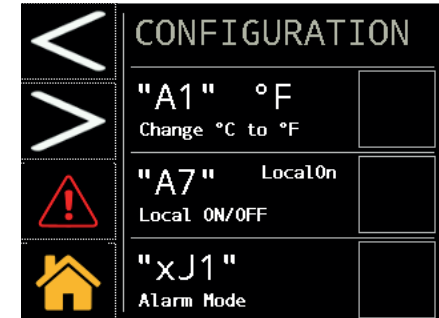 CONFIGURATION
"A1" °F
Change °C to °F
"A7" LocalOn
Local ON/OFF
"xJ1"
Alarm Mode